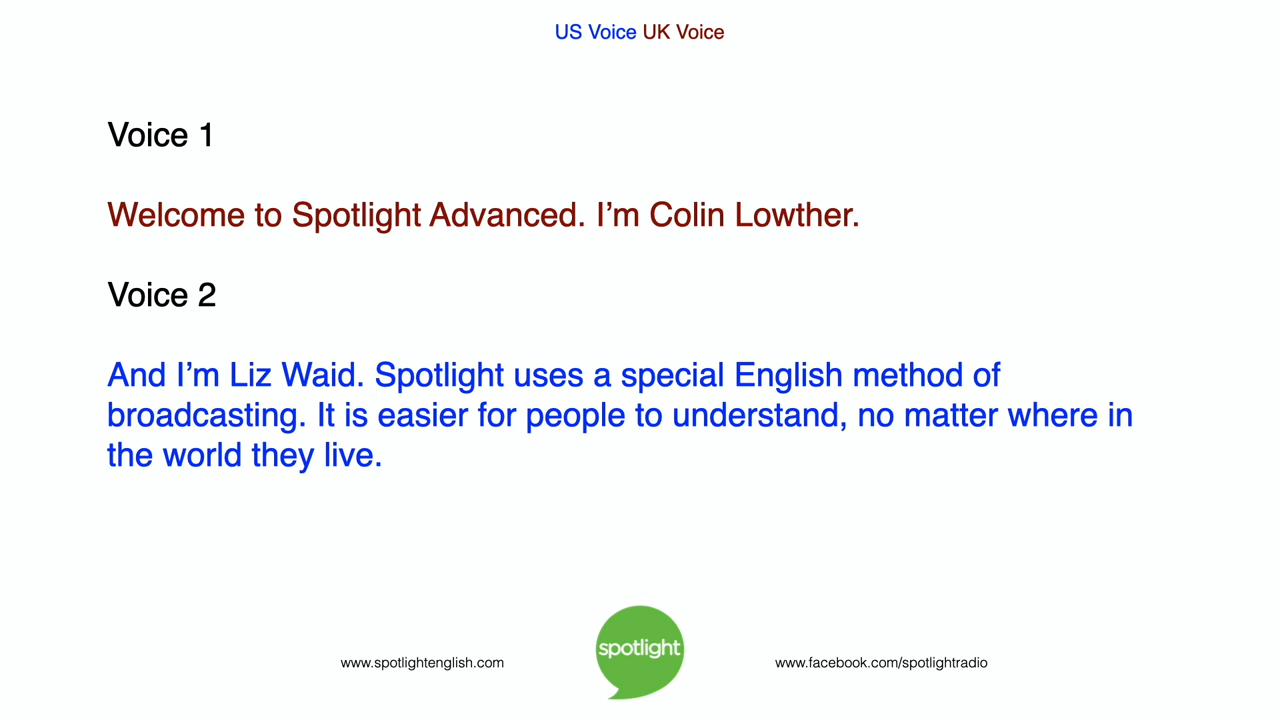 US Voice UK Voice
Voice 1
Welcome to Spotlight Advanced. I’m Colin Lowther.
Voice 2
And I’m Liz Waid. Spotlight uses a special English method of
broadcasting. It is easier for people to understand, no matter where in
the world they live.
www.spotlightenglish.com
spotlight
www.facebook.com/spotlightradio